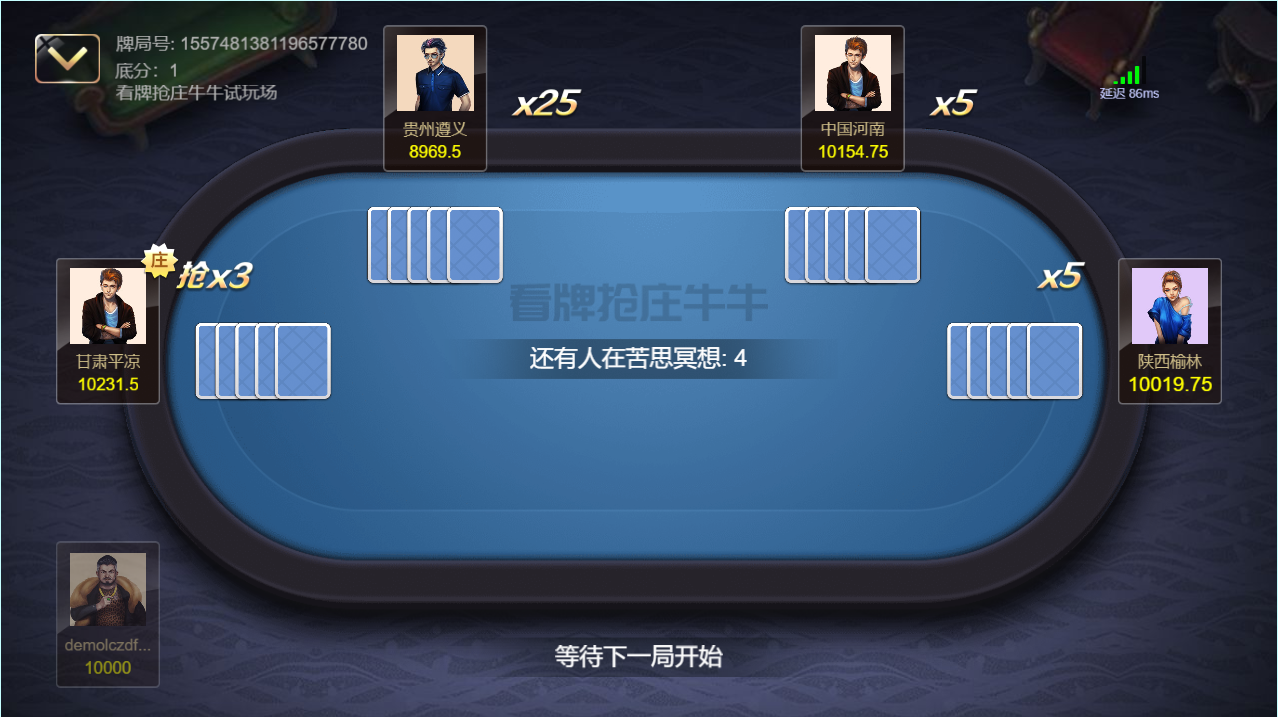 牌局号: 1557481381196577780
底分: 1
看牌抢庄牛牛试玩场
贵州遵义
8969.5
x25
中国河南
10154.75
x5
延迟 86ms
庄
抢x3
甘肃平凉
10231.5
x5
陕西榆林
10019.75
看牌抢庄牛牛
还有人在苦思冥想: 4
demolczdf...
10000
等待下一局开始